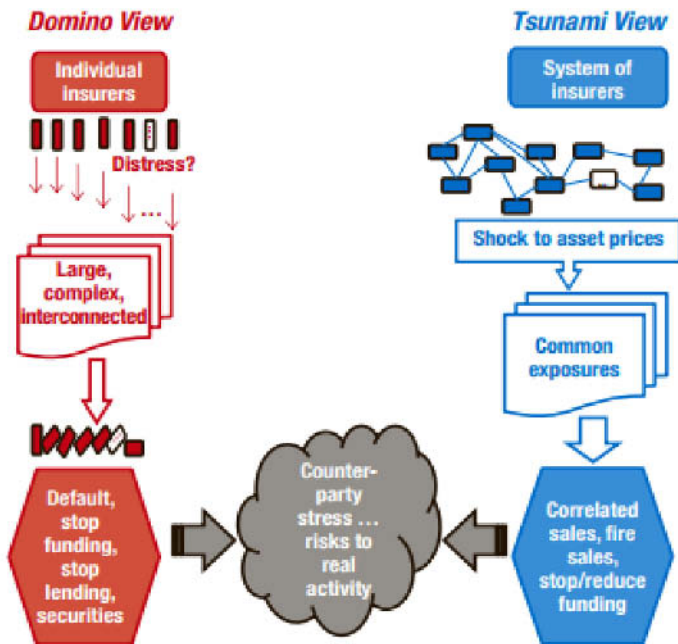 Domino View
Individual
insurers
Distress?
...
Large,
complex,
interconnected
Default,
stop
funding,
stop
lending,
securities
Counter-
party
stress ...
risks to
real
activity
Tsunami View
System of
insurers
...
Shock to asset prices
Common
exposures
Correlated
sales, fire
sales,
stop/reduce
funding